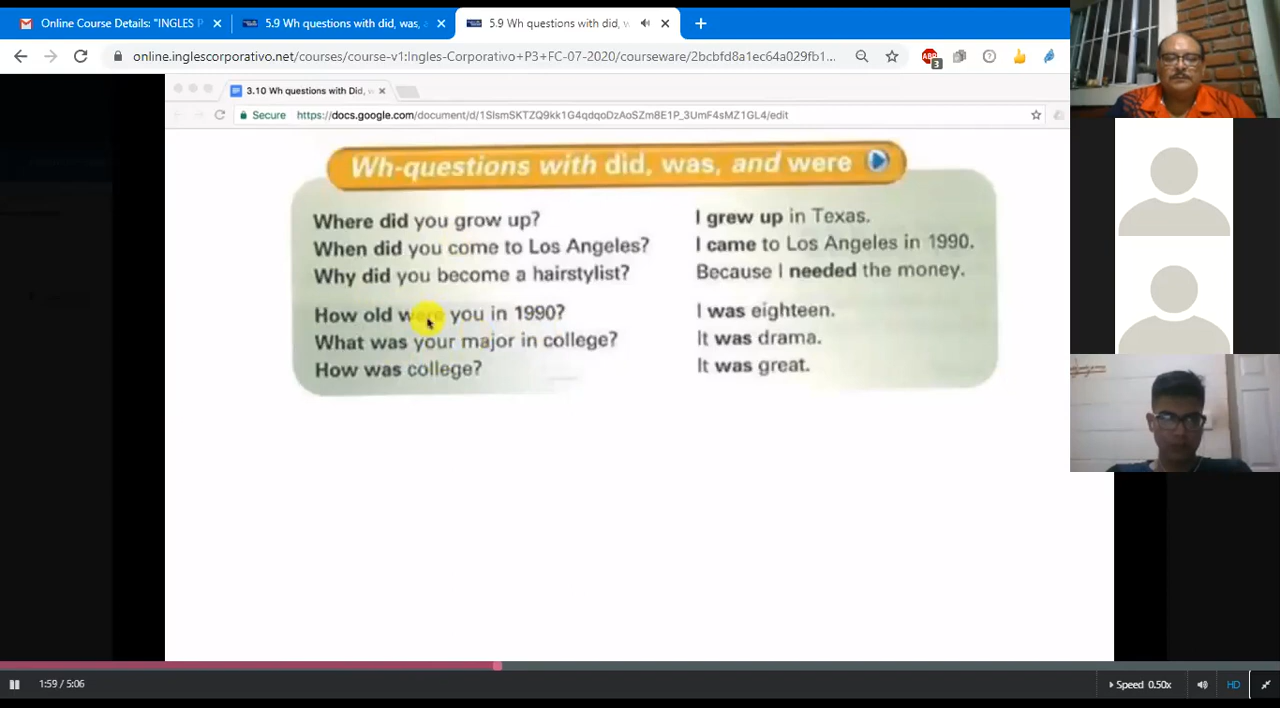 Online Course Details: "INGLES P
5.9 Wh questions with did, was,
5.9 Wh questions with did, w
online.inglescorporativo.net/courses/course-v1:Ingles-Corporativo+P3+FC-07-2020/courseware/2bcbfd8a1ec64a029fb1...
ABP
3
3.10 Wh questions with Did,
Secure https://docs.google.com/document/d/1SlsmSKTZQ9kk1G4qdqoDzAoSZm8E1P_3UmF4sMZ1GL4/edit
Wh-questions with did, was, and were
Where did you grow up? I grew up in Texas.
When did you come to Los Angeles? I came to Los Angeles in 1990.
Why did you become a hairstylist? Because I needed the money.
How old were you in 1990? I was eighteen.
What was your major in college? It was drama.
How was college? It was great.
1:59 / 5:06
Speed 0.50x
HD